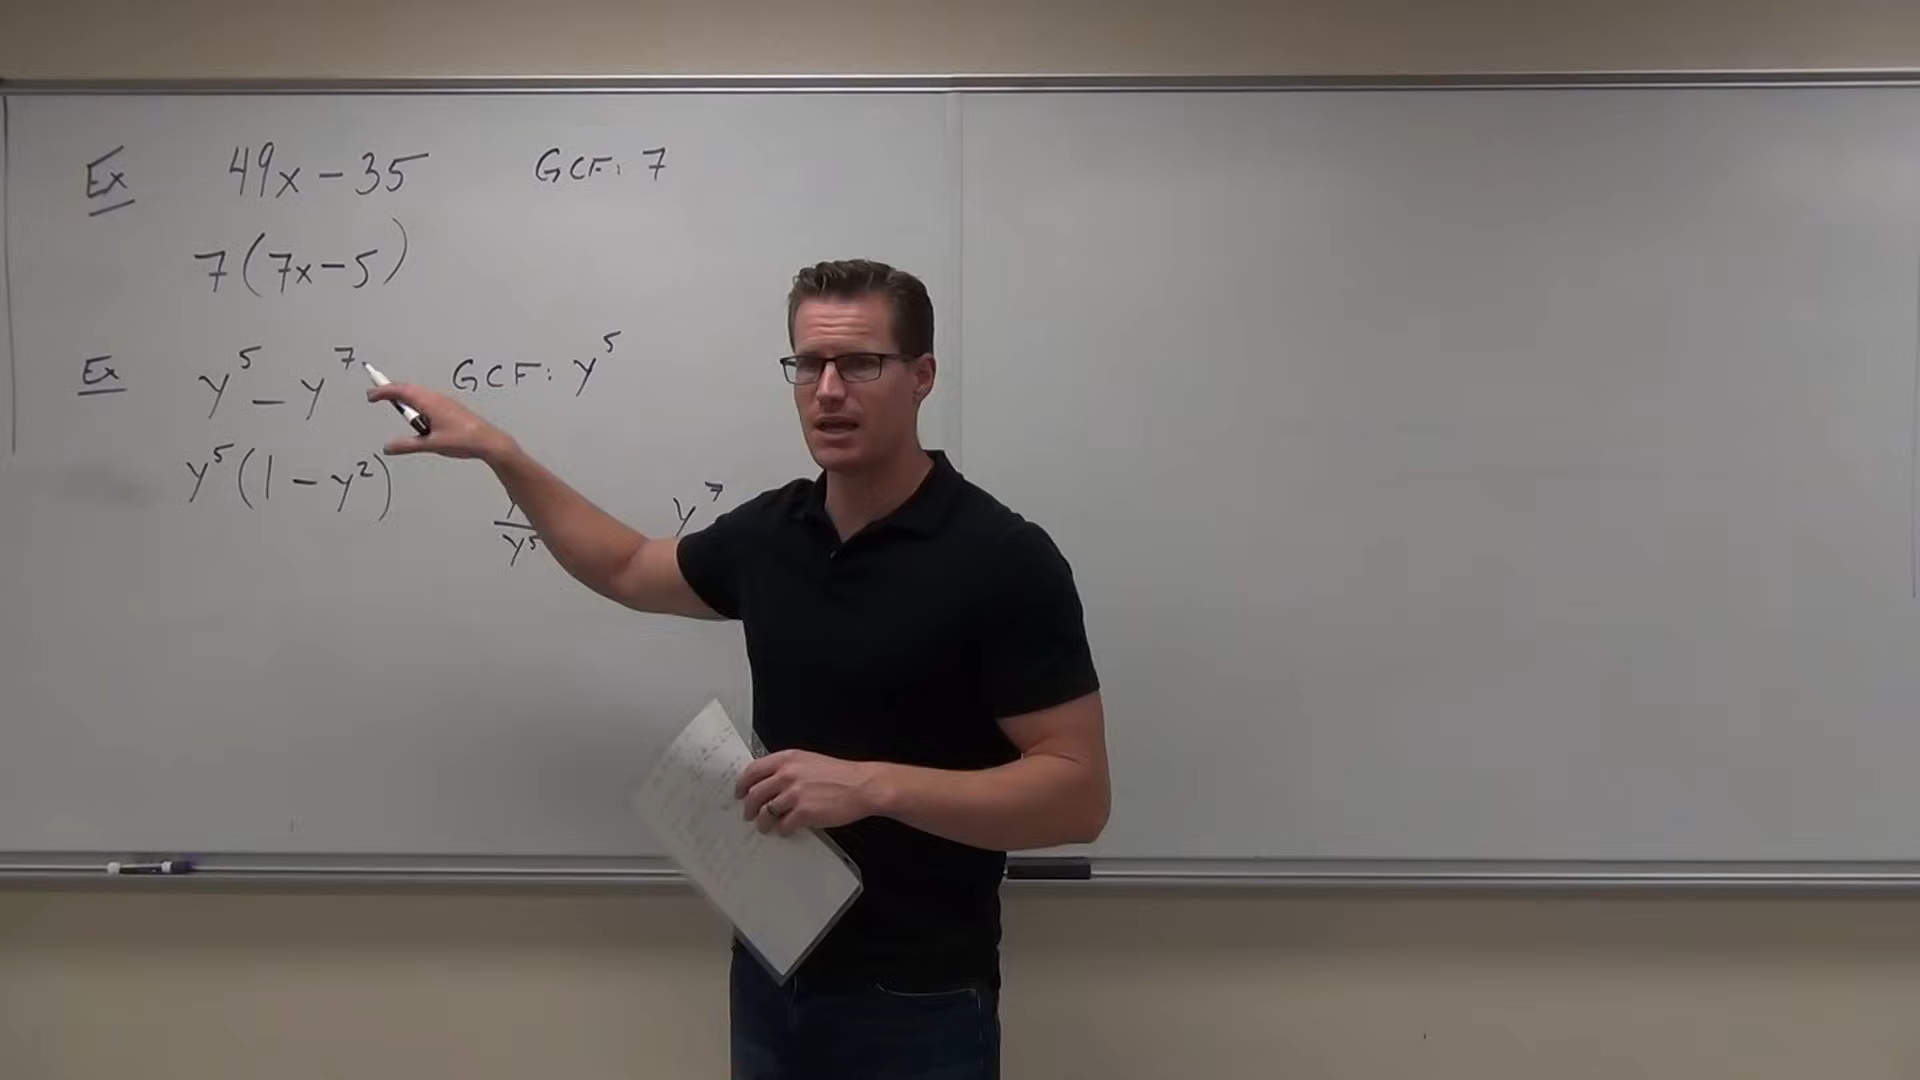 Ex 49x - 35 GCF: 7
7(7x - 5)
Ex y⁵ - y⁷ GCF: y⁵
y⁵(1 - y²)
y⁷
y⁵